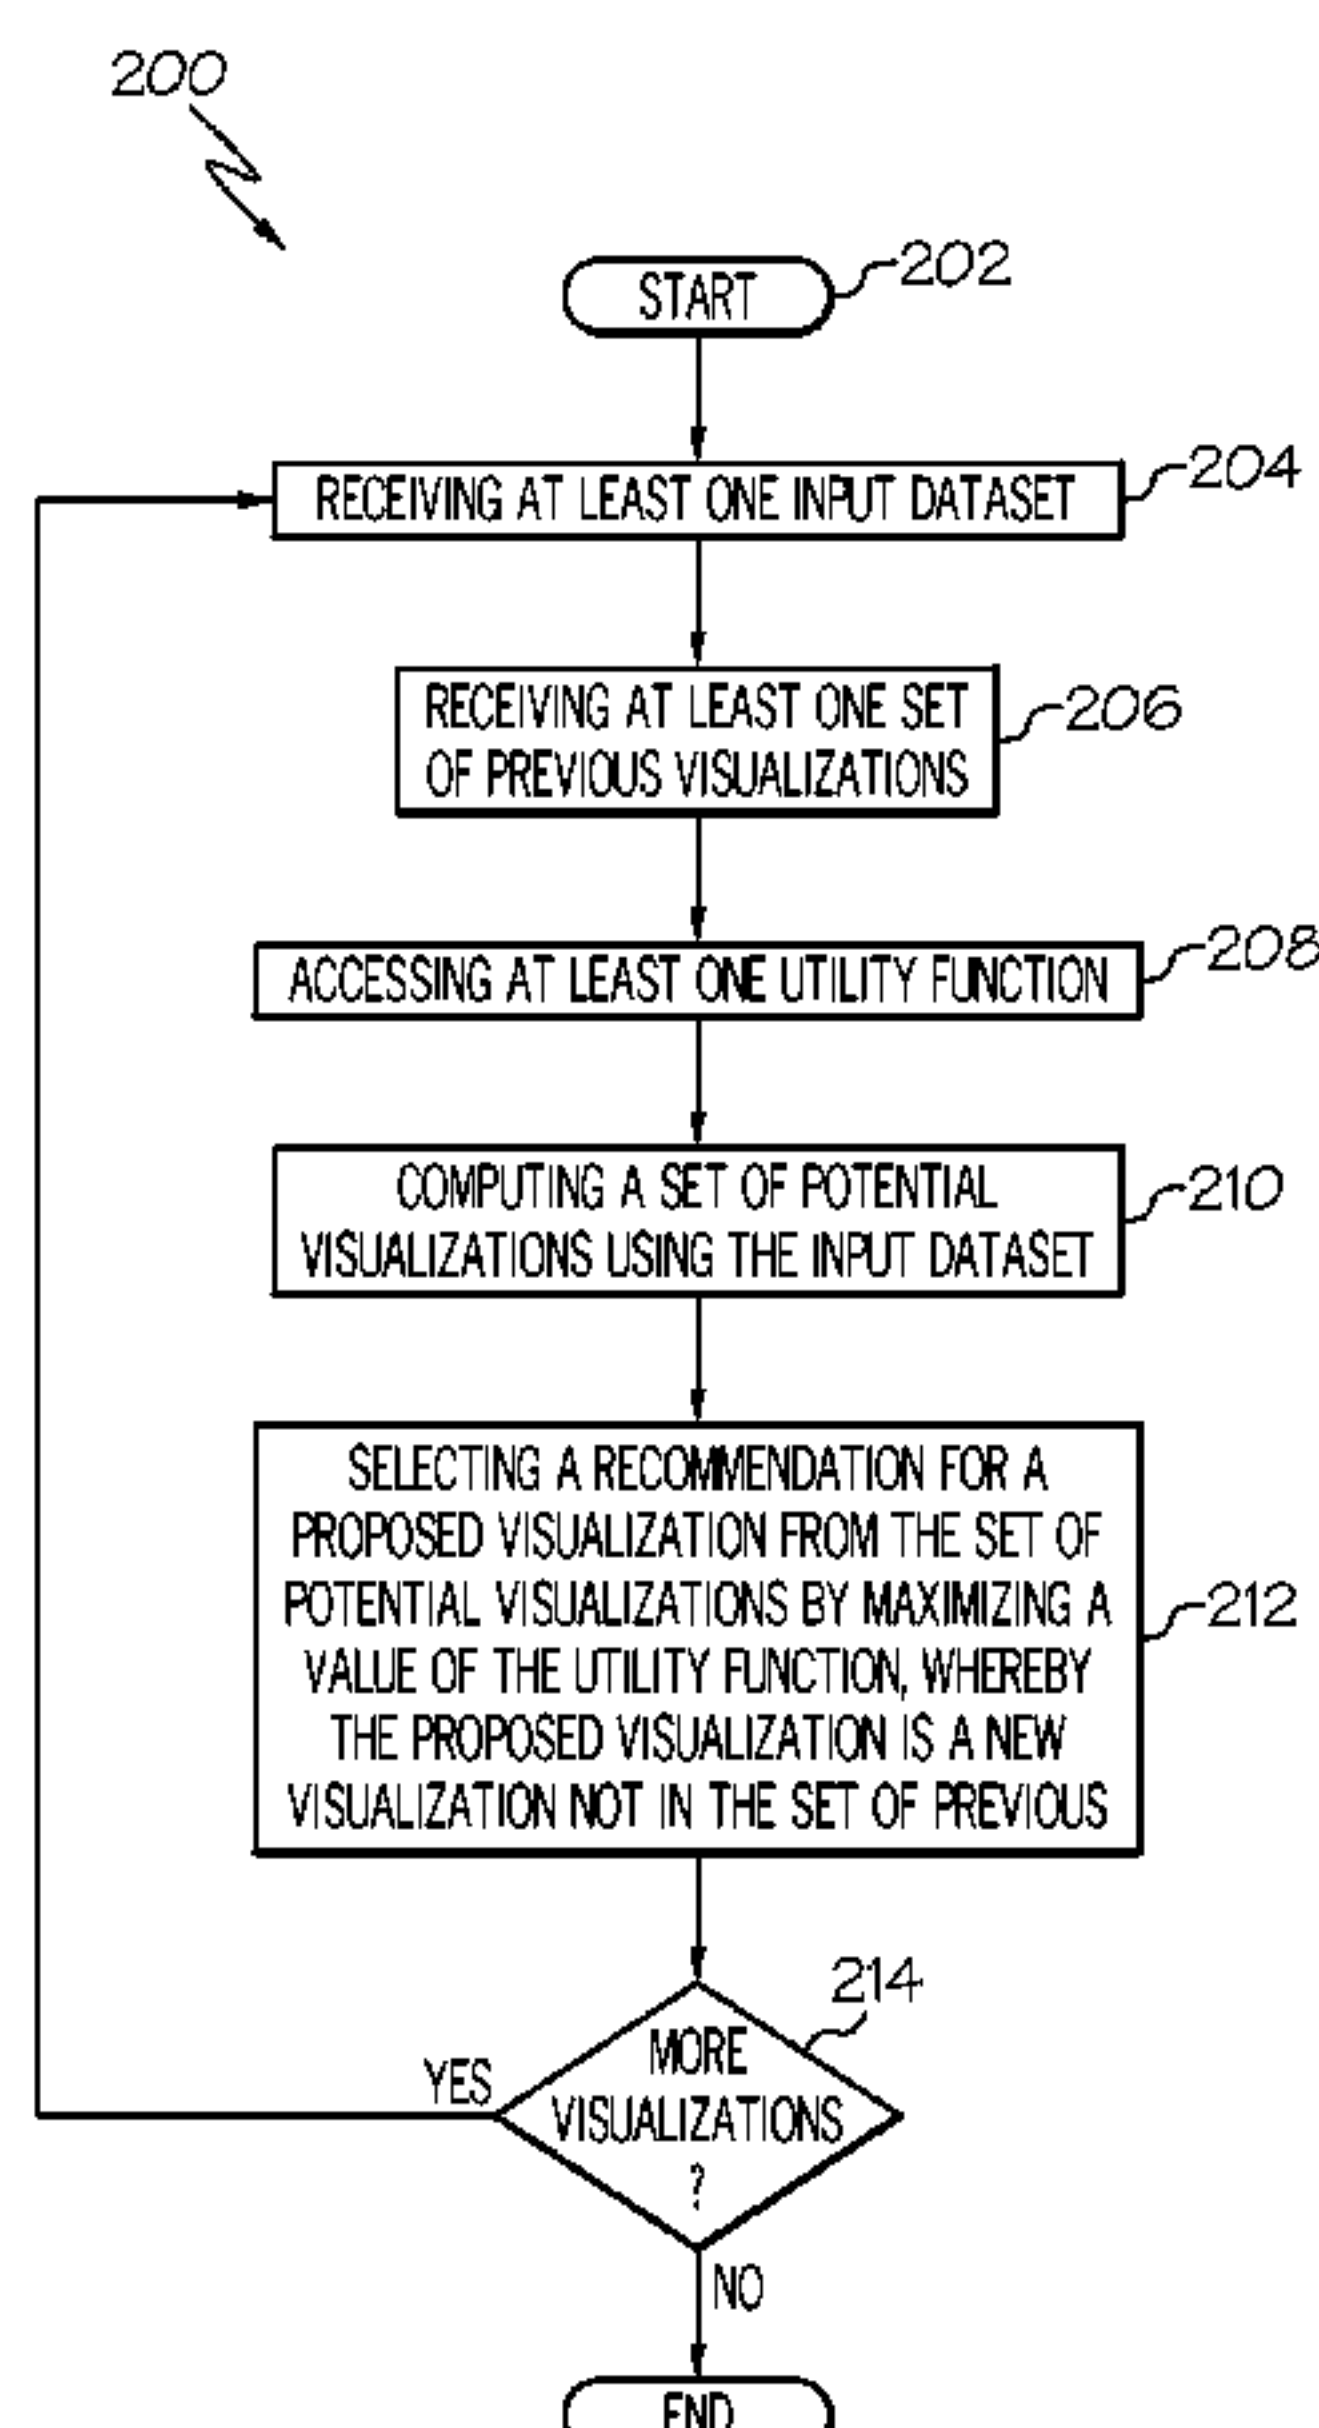 200
START
202
RECEIVING AT LEAST ONE INPUT DATASET
204
RECEIVING AT LEAST ONE SET
OF PREVIOUS VISUALIZATIONS
206
ACCESSING AT LEAST ONE UTILITY FUNCTION
208
COMPUTING A SET OF POTENTIAL
VISUALIZATIONS USING THE INPUT DATASET
210
SELECTING A RECOMMENDATION FOR A
PROPOSED VISUALIZATION FROM THE SET OF
POTENTIAL VISUALIZATIONS BY MAXIMIZING A
VALUE OF THE UTILITY FUNCTION, WHEREBY
THE PROPOSED VISUALIZATION IS A NEW
VISUALIZATION NOT IN THE SET OF PREVIOUS
212
214
MORE
VISUALIZATIONS
?
YES
NO
END